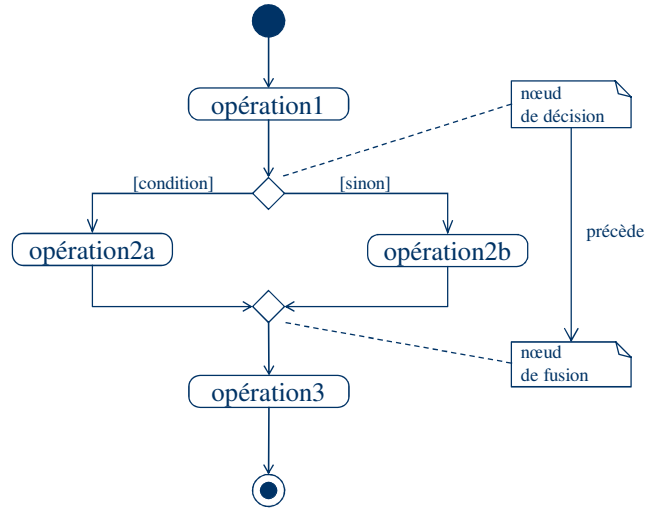 opération1
nœud
de décision
[condition]
[sinon]
précède
opération2a
opération2b
nœud
de fusion
opération3